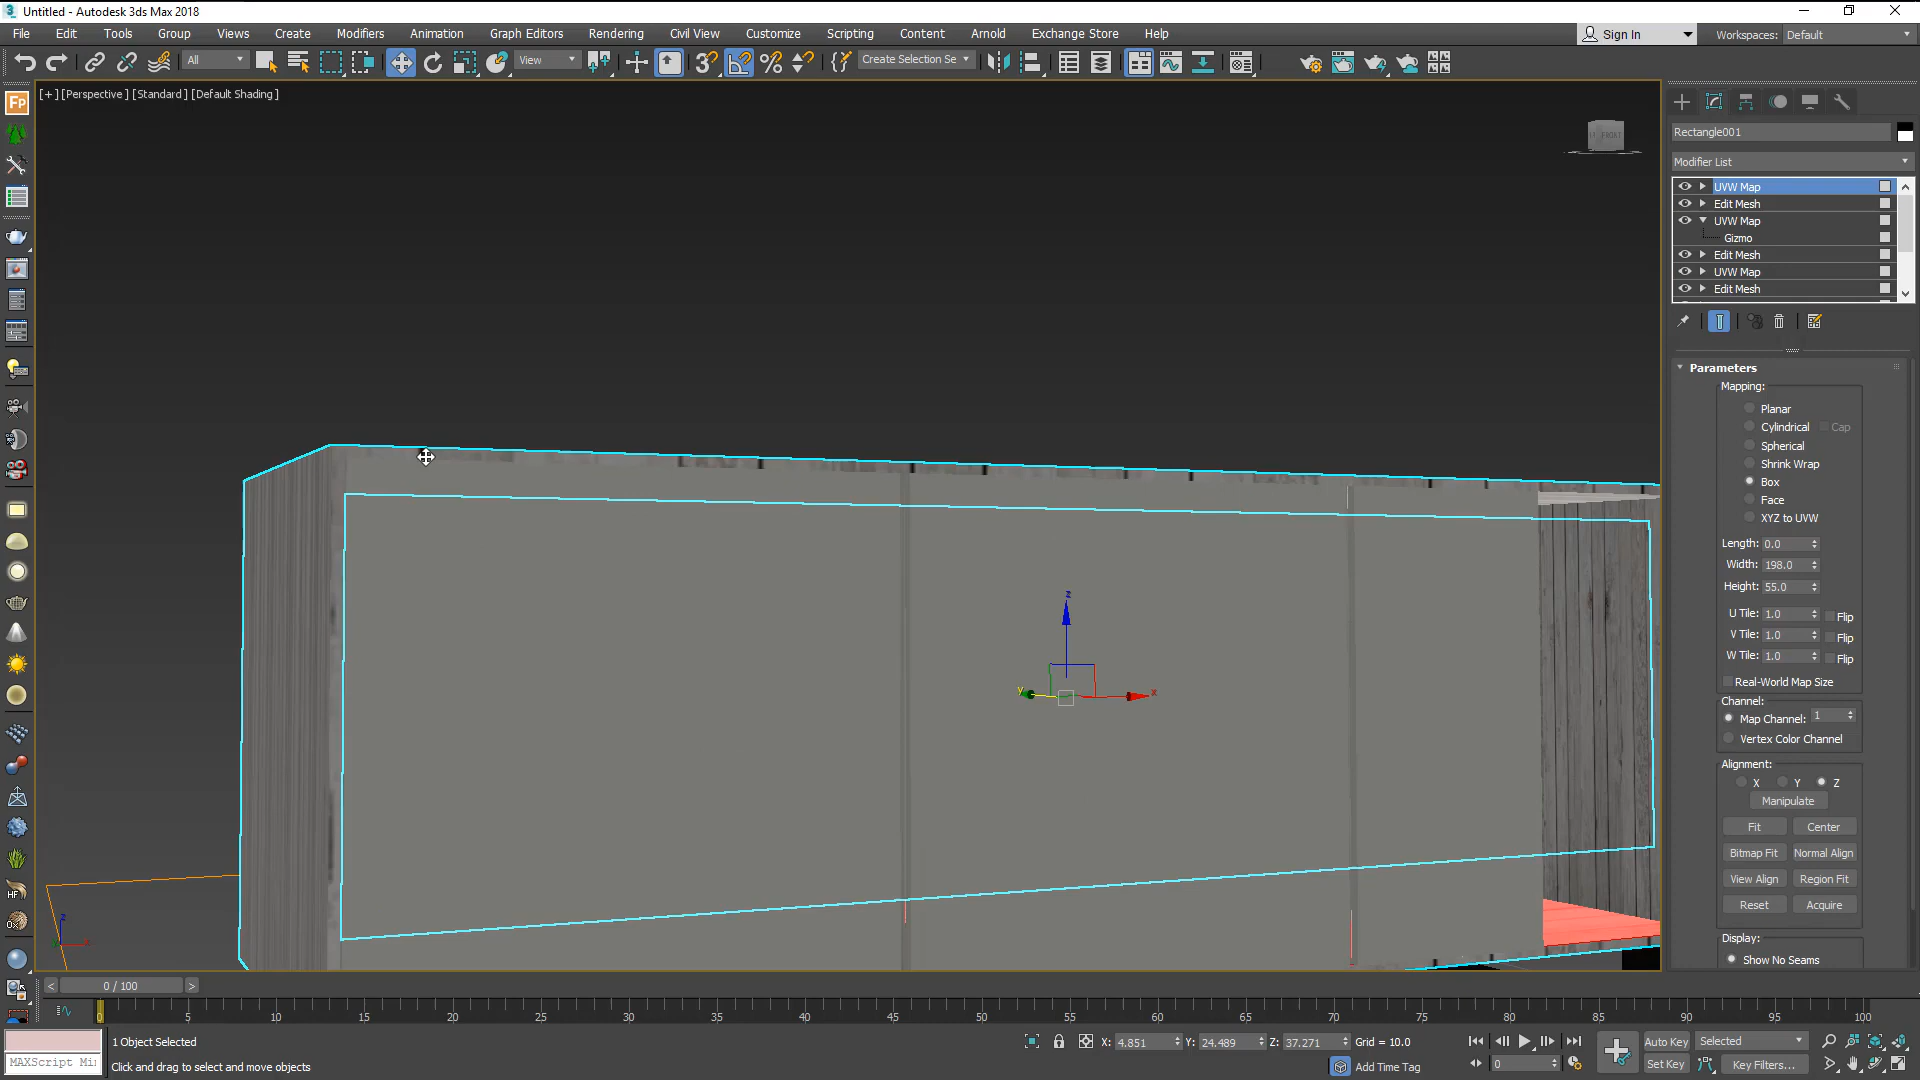 Untitled - Autodesk 3ds Max 2018
File Edit Tools Group Views Create Modifiers Animation Graph Editors Rendering Civil View Customize Scripting Content Arnold Exchange Store Help
Sign In
Workspaces: Default
All
View
Create Selection Se
[+] [Perspective] [Standard] [Default Shading]
Fp
FRONT
Rectangle001
Modifier List
UVW Map
Edit Mesh
UVW Map
Gizmo
Edit Mesh
UVW Map
Edit Mesh
Parameters
Mapping:
Planar
Cylindrical Cap
Spherical
Shrink Wrap
Box
Face
XYZ to UVW
Length: 0.0
Width: 198.0
Height: 55.0
U Tile: 1.0 Flip
V Tile: 1.0 Flip
W Tile: 1.0 Flip
Real-World Map Size
Channel:
Map Channel: 1
Vertex Color Channel
Alignment:
X Y Z
Manipulate
Fit Center
Bitmap Fit Normal Align
View Align Region Fit
Reset Acquire
Display:
Show No Seams
z
y
x
HF
OX
z
0 / 100
0 5 10 15 20 25 30 35 40 45 50 55 60 65 70 75 80 85 90 95 100
1 Object Selected
X: 4.851 Y: 24.489 Z: 37.271 Grid = 10.0
Auto Key Selected
MAXScript Mi
Click and drag to select and move objects
Add Time Tag
0
Set Key Key Filters...